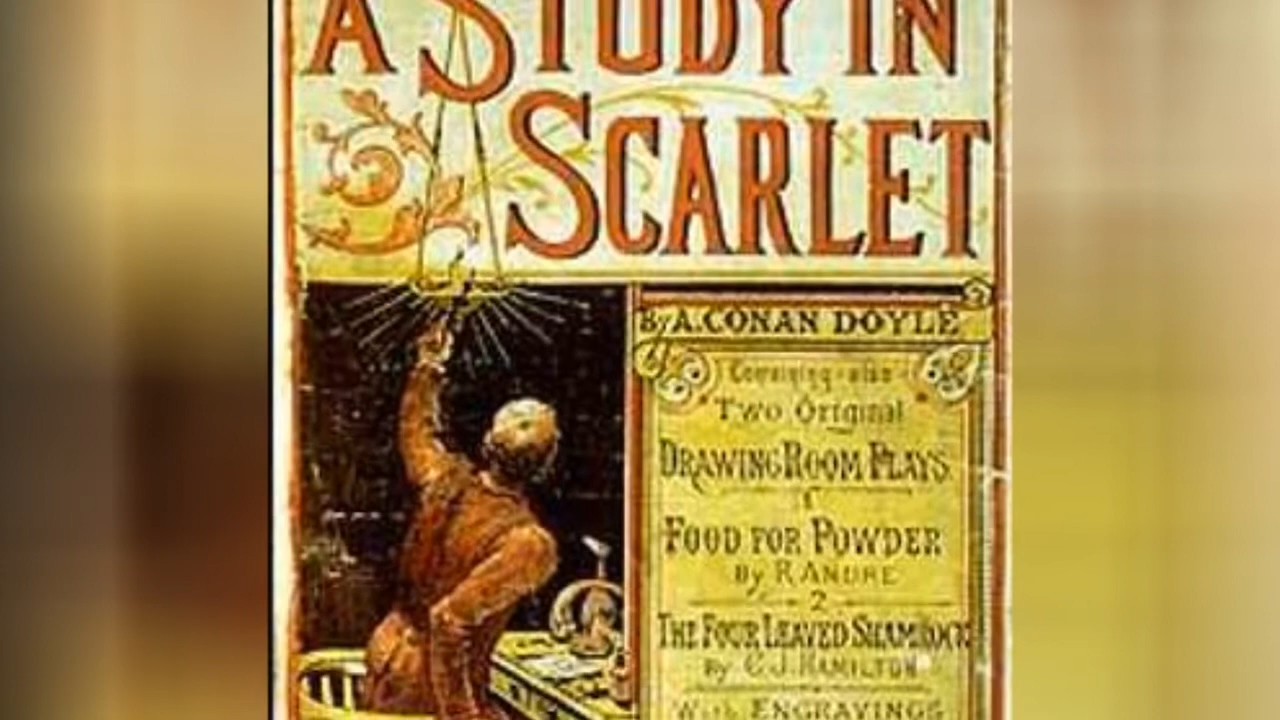 A STUDY IN
SCARLET
By A. CONAN DOYLE
Containing also
Two Original
DRAWING ROOM PLAYS.
1
FOOD FOR POWDER
By R. ANDRE
2
THE FOUR LEAVED SHAMROCK
By C. J. HAMILTON
With ENGRAVINGS